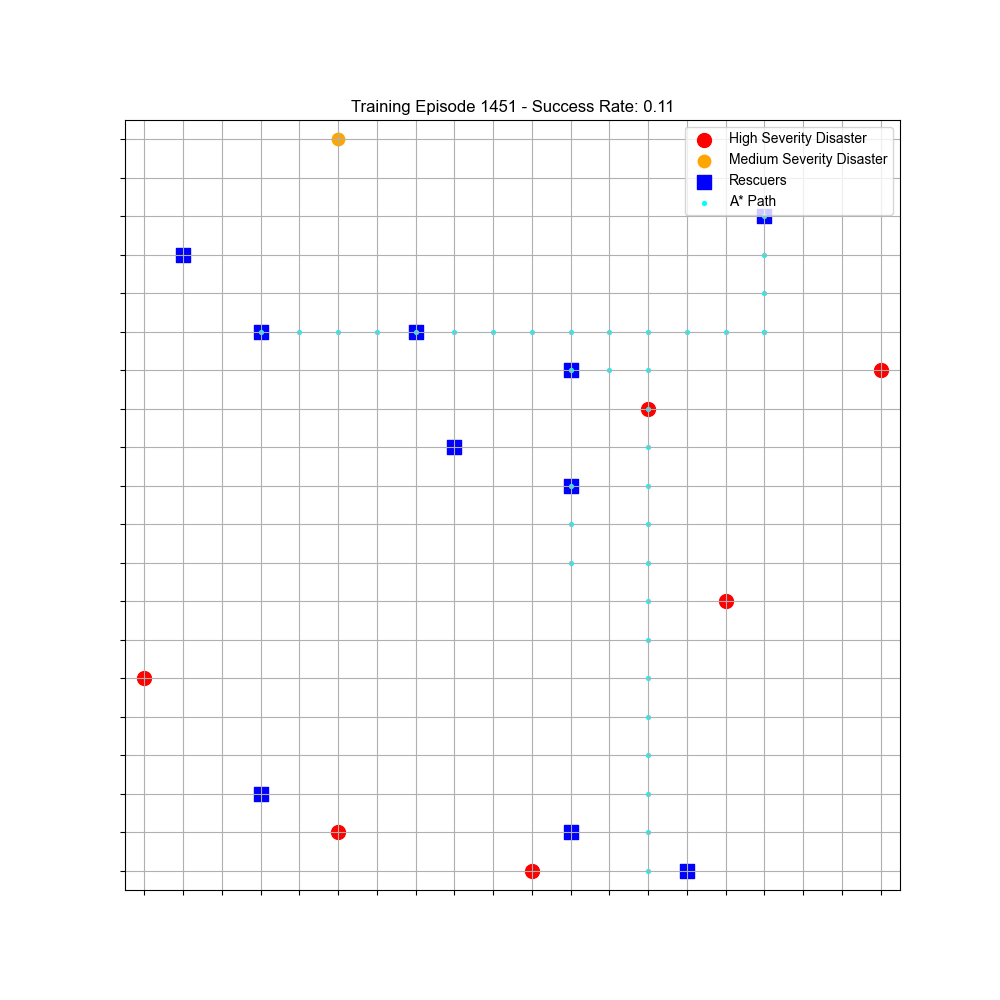 Training Episode 1451 - Success Rate: 0.11
High Severity Disaster
Medium Severity Disaster
Rescuers
A* Path